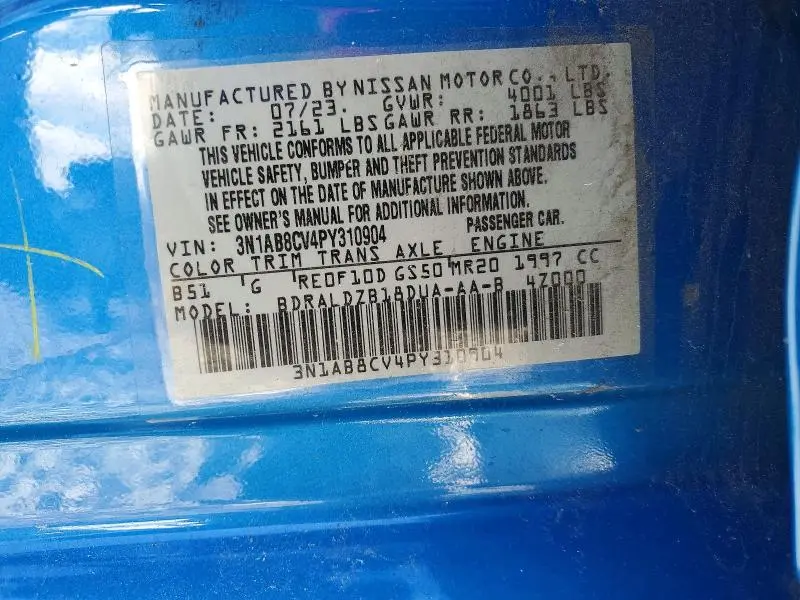 MANUFACTURED BY NISSAN MOTOR CO., LTD.
DATE: 07/23. GVWR: 4001 LBS
GAWR FR: 2161 LBS GAWR RR: 1863 LBS
THIS VEHICLE CONFORMS TO ALL APPLICABLE FEDERAL MOTOR
VEHICLE SAFETY, BUMPER AND THEFT PREVENTION STANDARDS
IN EFFECT ON THE DATE OF MANUFACTURE SHOWN ABOVE.
SEE OWNER'S MANUAL FOR ADDITIONAL INFORMATION.
VIN: 3N1AB8CV4PY310904 PASSENGER CAR.
COLOR TRIM TRANS AXLE ENGINE
B51 G RE0F10D GS50 MR20 1997 CC
MODEL: BDRALDZB18DUA-AA-B 4Z000
3N1AB8CV4PY310904